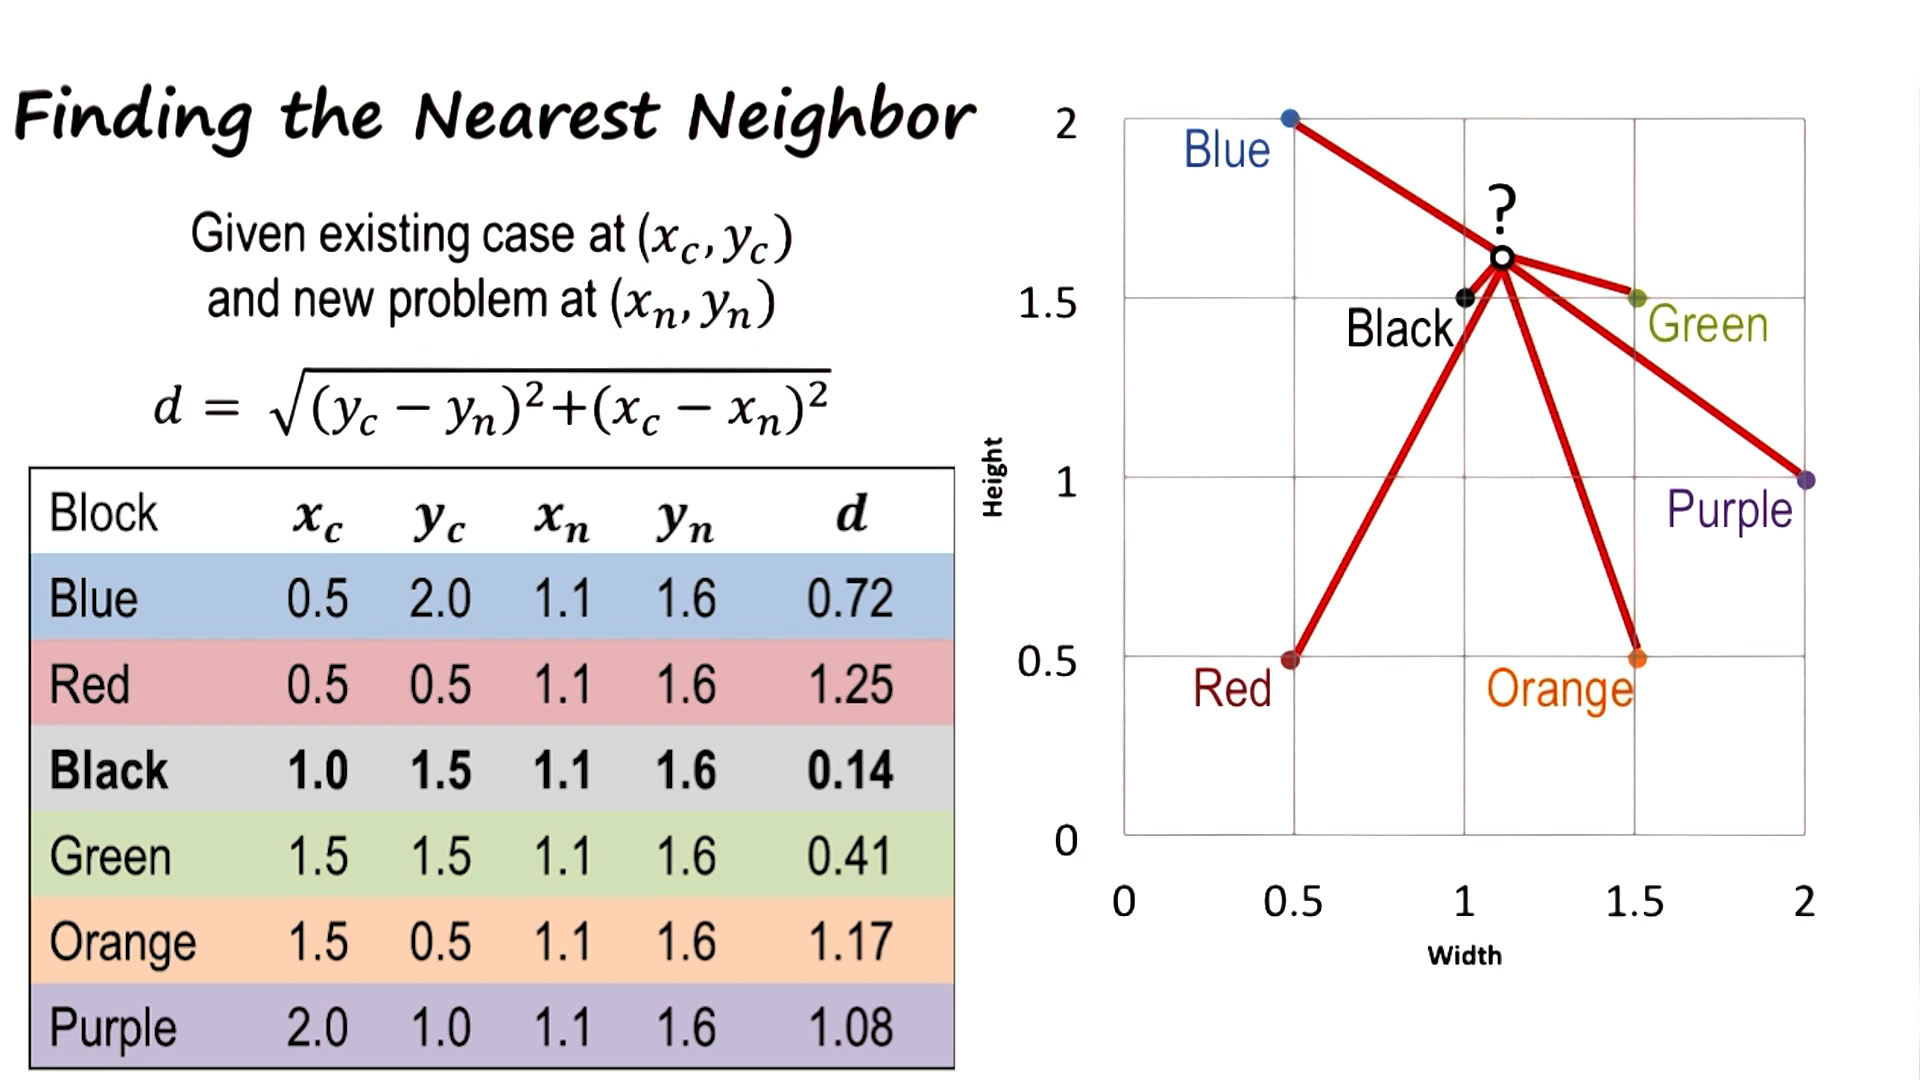 Finding the Nearest Neighbor
Given existing case at (x_c, y_c)
and new problem at (x_n, y_n)
d = √(y_c − y_n)²+(x_c − x_n)²
Block x_c y_c x_n y_n d
Blue 0.5 2.0 1.1 1.6 0.72
Red 0.5 0.5 1.1 1.6 1.25
Black 1.0 1.5 1.1 1.6 0.14
Green 1.5 1.5 1.1 1.6 0.41
Orange 1.5 0.5 1.1 1.6 1.17
Purple 2.0 1.0 1.1 1.6 1.08
2
Blue
?
1.5
Black
Green
Height
1
Purple
0.5
Red
Orange
0
0 0.5 1 1.5 2
Width